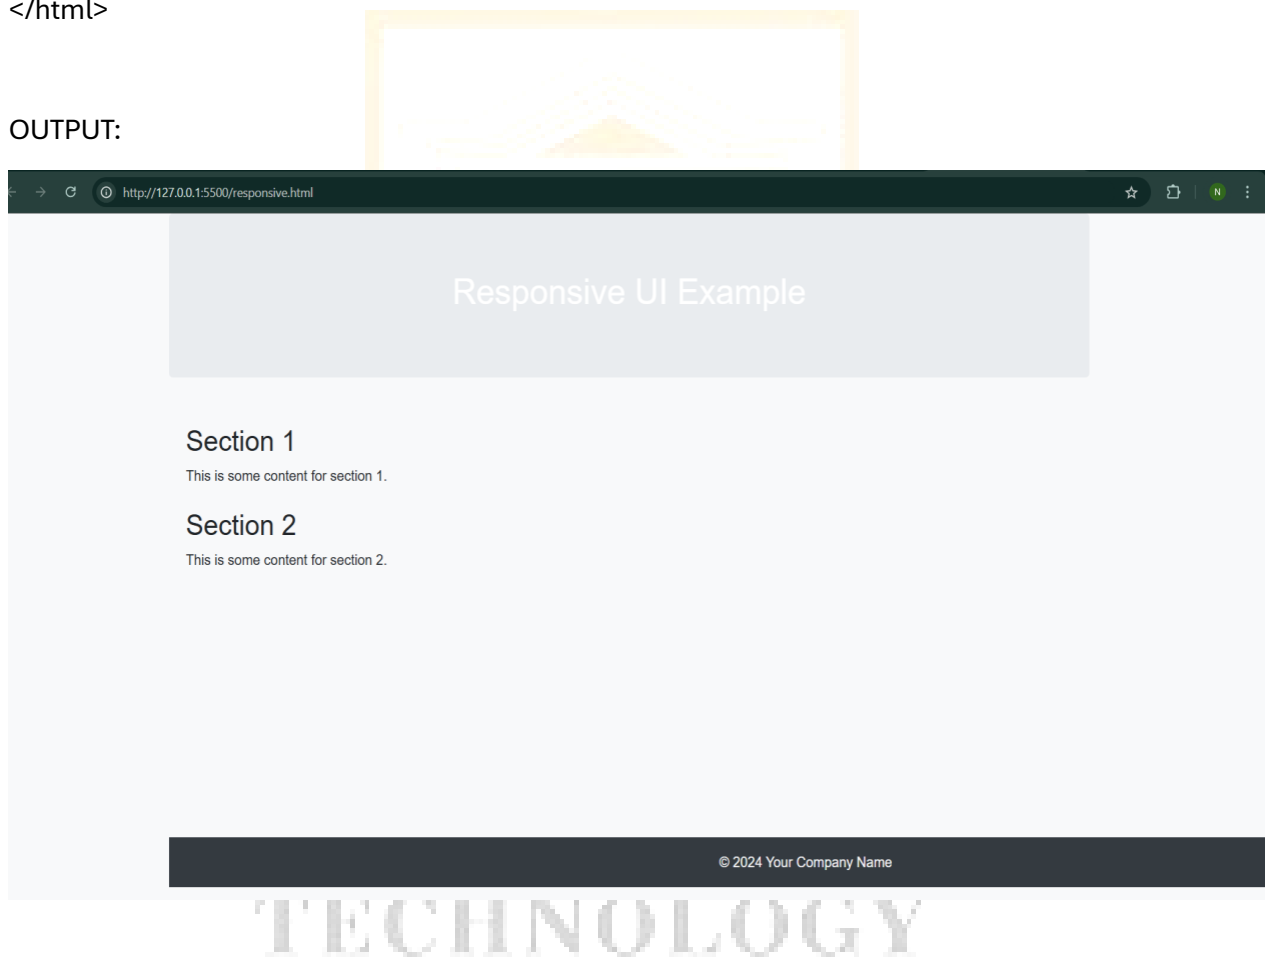 </html>
OUTPUT:
http://127.0.0.1:5500/responsive.html
N
Responsive UI Example
Section 1
This is some content for section 1.
Section 2
This is some content for section 2.
© 2024 Your Company Name
TECHNOLOGY